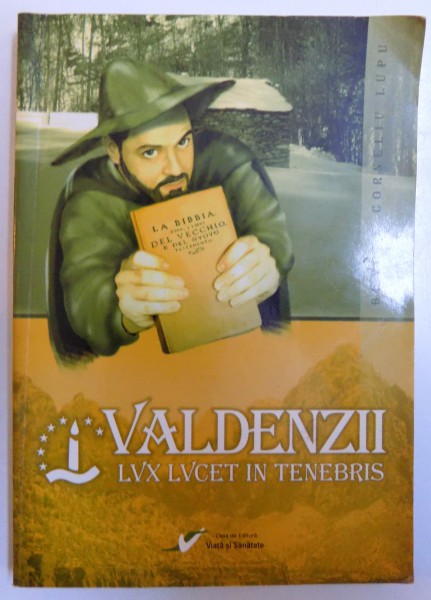 CORNELIU LUPU
LA BIBBIA
DEL VECCHIO,
E DEL NVOVO
TESTAMENTO
VALDENZII
LVX LVCET IN TENEBRIS
Casa de Editură
Viață și Sănătate